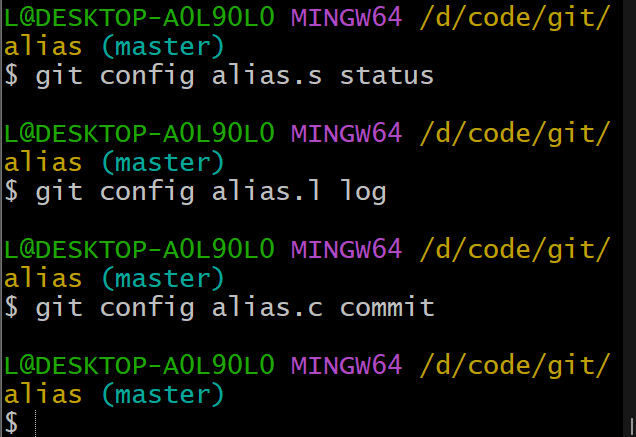 L@DESKTOP-A0L90L0 MINGW64 /d/code/git/
alias (master)
$ git config alias.s status
L@DESKTOP-A0L90L0 MINGW64 /d/code/git/
alias (master)
$ git config alias.l log
L@DESKTOP-A0L90L0 MINGW64 /d/code/git/
alias (master)
$ git config alias.c commit
L@DESKTOP-A0L90L0 MINGW64 /d/code/git/
alias (master)
$